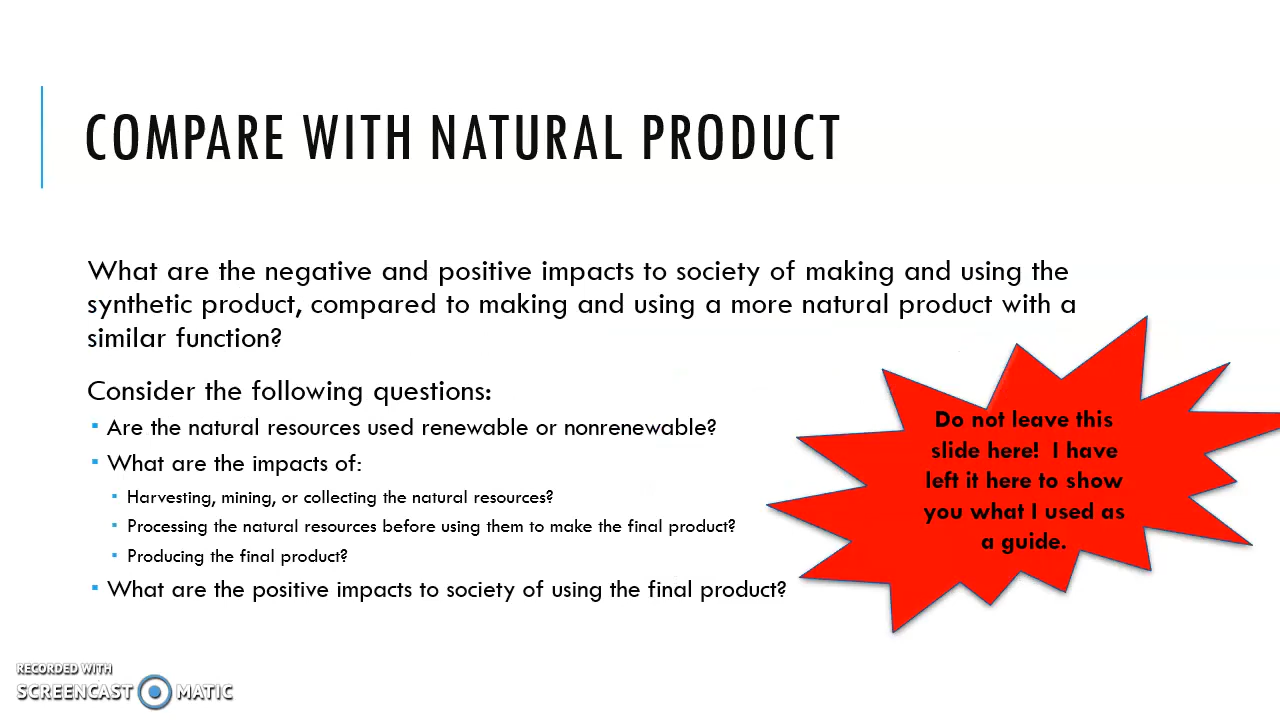 COMPARE WITH NATURAL PRODUCT
What are the negative and positive impacts to society of making and using the
synthetic product, compared to making and using a more natural product with a
similar function?
Consider the following questions:
Are the natural resources used renewable or nonrenewable?
What are the impacts of:
Harvesting, mining, or collecting the natural resources?
Processing the natural resources before using them to make the final product?
Producing the final product?
What are the positive impacts to society of using the final product?
Do not leave this
slide here! I have
left it here to show
you what I used as
a guide.
RECORDED WITH
SCREENCAST MATIC